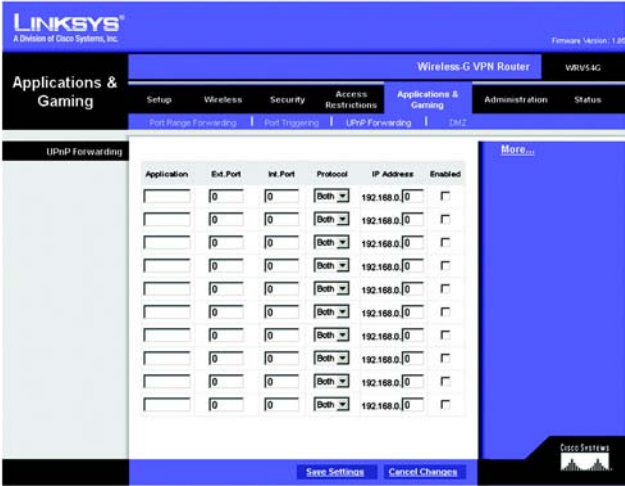 LINKSYS®
A Division of Cisco Systems, Inc.
Firmware Version: 1.05
Wireless-G VPN Router WRV54G
Applications & Gaming
Setup Wireless Security Access Restrictions Applications & Gaming Administration Status
Port Range Forwarding | Port Triggering | UPnP Forwarding | DMZ
UPnP Forwarding
More...
Application Ext.Port Int.Port Protocol IP Address Enabled
0 0 Both 192.168.0. 0
0 0 Both 192.168.0. 0
0 0 Both 192.168.0. 0
0 0 Both 192.168.0. 0
0 0 Both 192.168.0. 0
0 0 Both 192.168.0. 0
0 0 Both 192.168.0. 0
0 0 Both 192.168.0. 0
0 0 Both 192.168.0. 0
0 0 Both 192.168.0. 0
Save Settings Cancel Changes
CISCO SYSTEMS